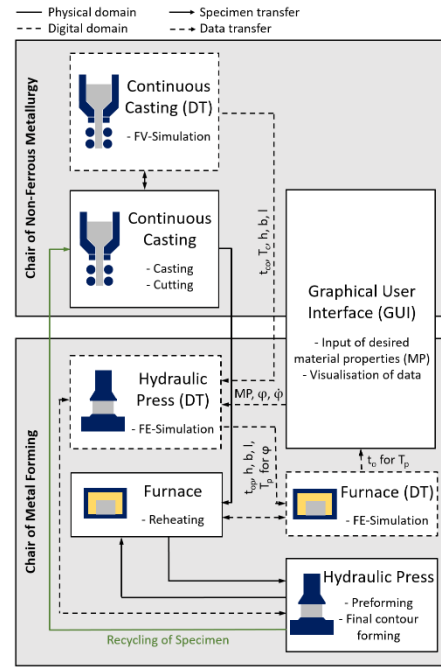 Physical domain
Specimen transfer
Digital domain
Data transfer
Chair of Non-Ferrous Metallurgy
Continuous
Casting (DT)
- FV-Simulation
Continuous
Casting
- Casting
- Cutting
t_co, T_c, h, b, l
Graphical User
Interface (GUI)
- Input of desired
material properties (MP)
- Visualisation of data
Chair of Metal Forming
Hydraulic
Press (DT)
- FE-Simulation
MP, φ, φ̇
t_op, h, b, l,
T_p for φ
t_o for T_p
Furnace
- Reheating
Furnace (DT)
- FE-Simulation
Hydraulic Press
- Preforming
- Final contour
forming
Recycling of Specimen